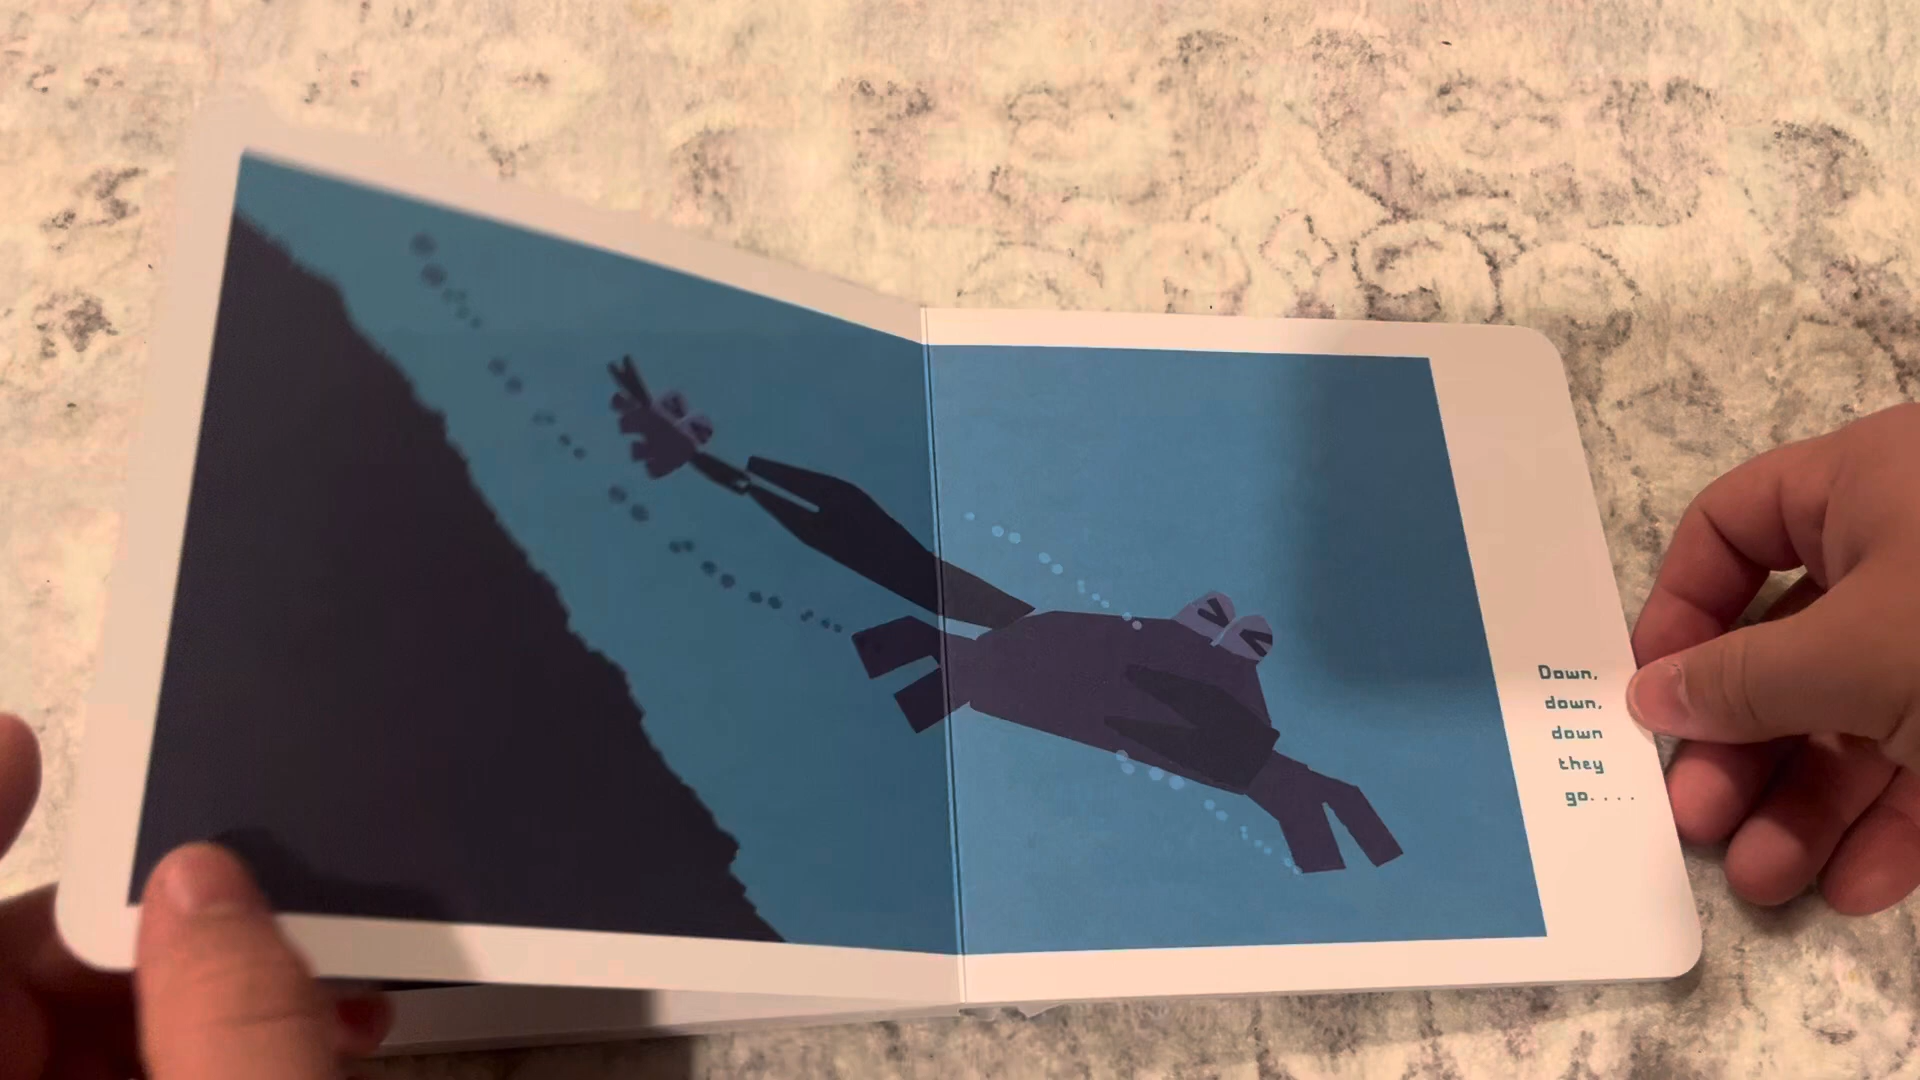 Down,
down,
down
they
go. . . .